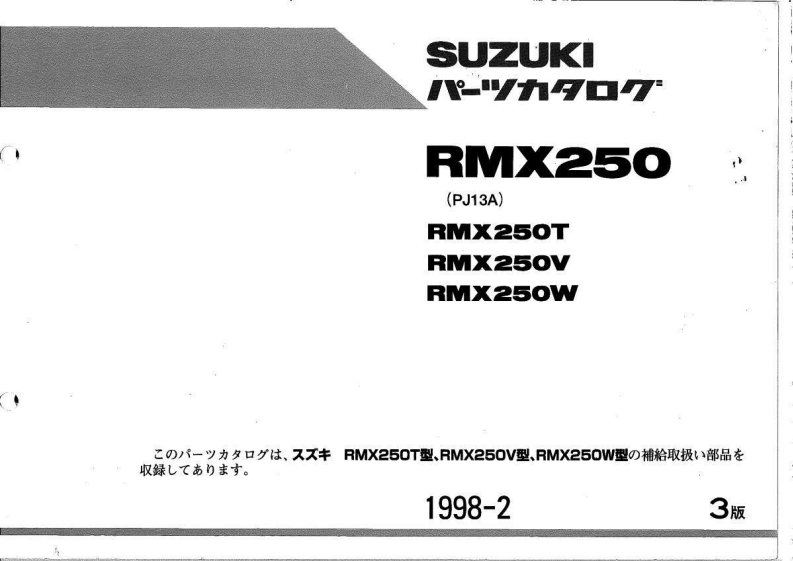 SUZUKI
パーツカタログ
RMX250
(PJ13A)
RMX250T
RMX250V
RMX250W
このパーツカタログは、スズキ RMX250T型、RMX250V型、RMX250W型の補給取扱い部品を
収録してあります。
1998-2 3版